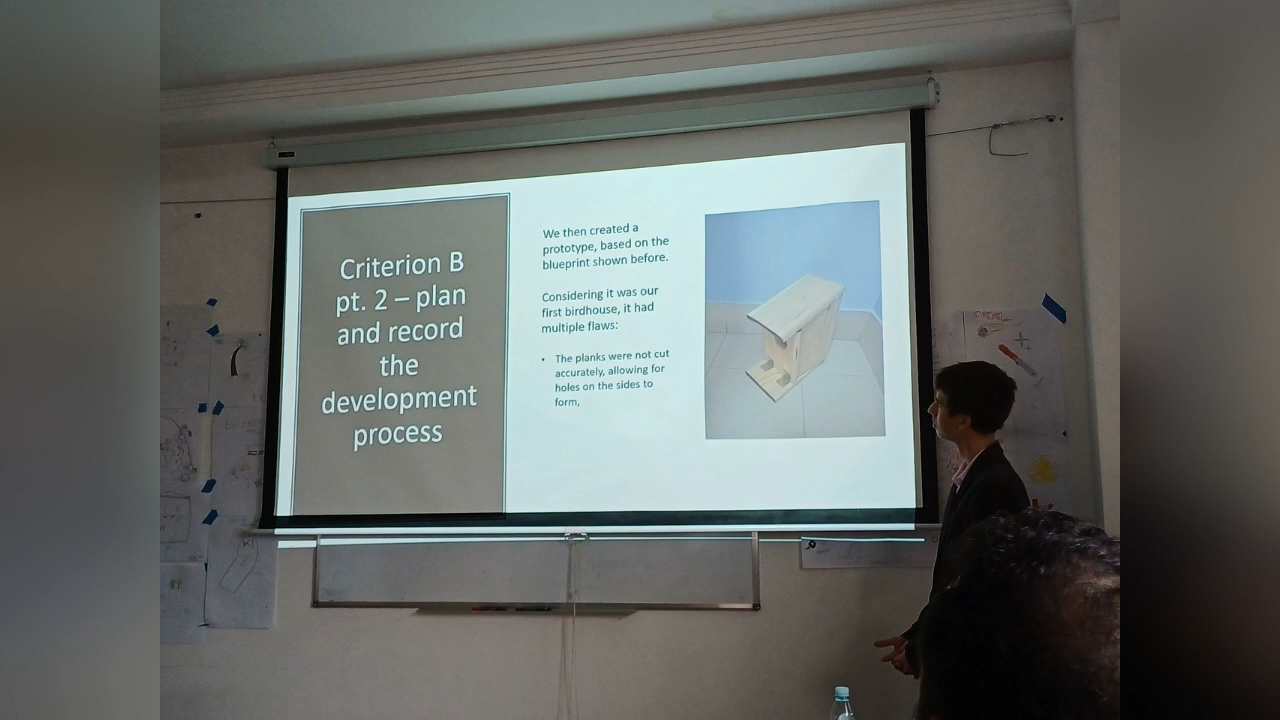 Criterion B
pt. 2 – plan
and record
the
development
process
We then created a
prototype, based on the
blueprint shown before.
Considering it was our
first birdhouse, it had
multiple flaws:
• The planks were not cut
accurately, allowing for
holes on the sides to
form,